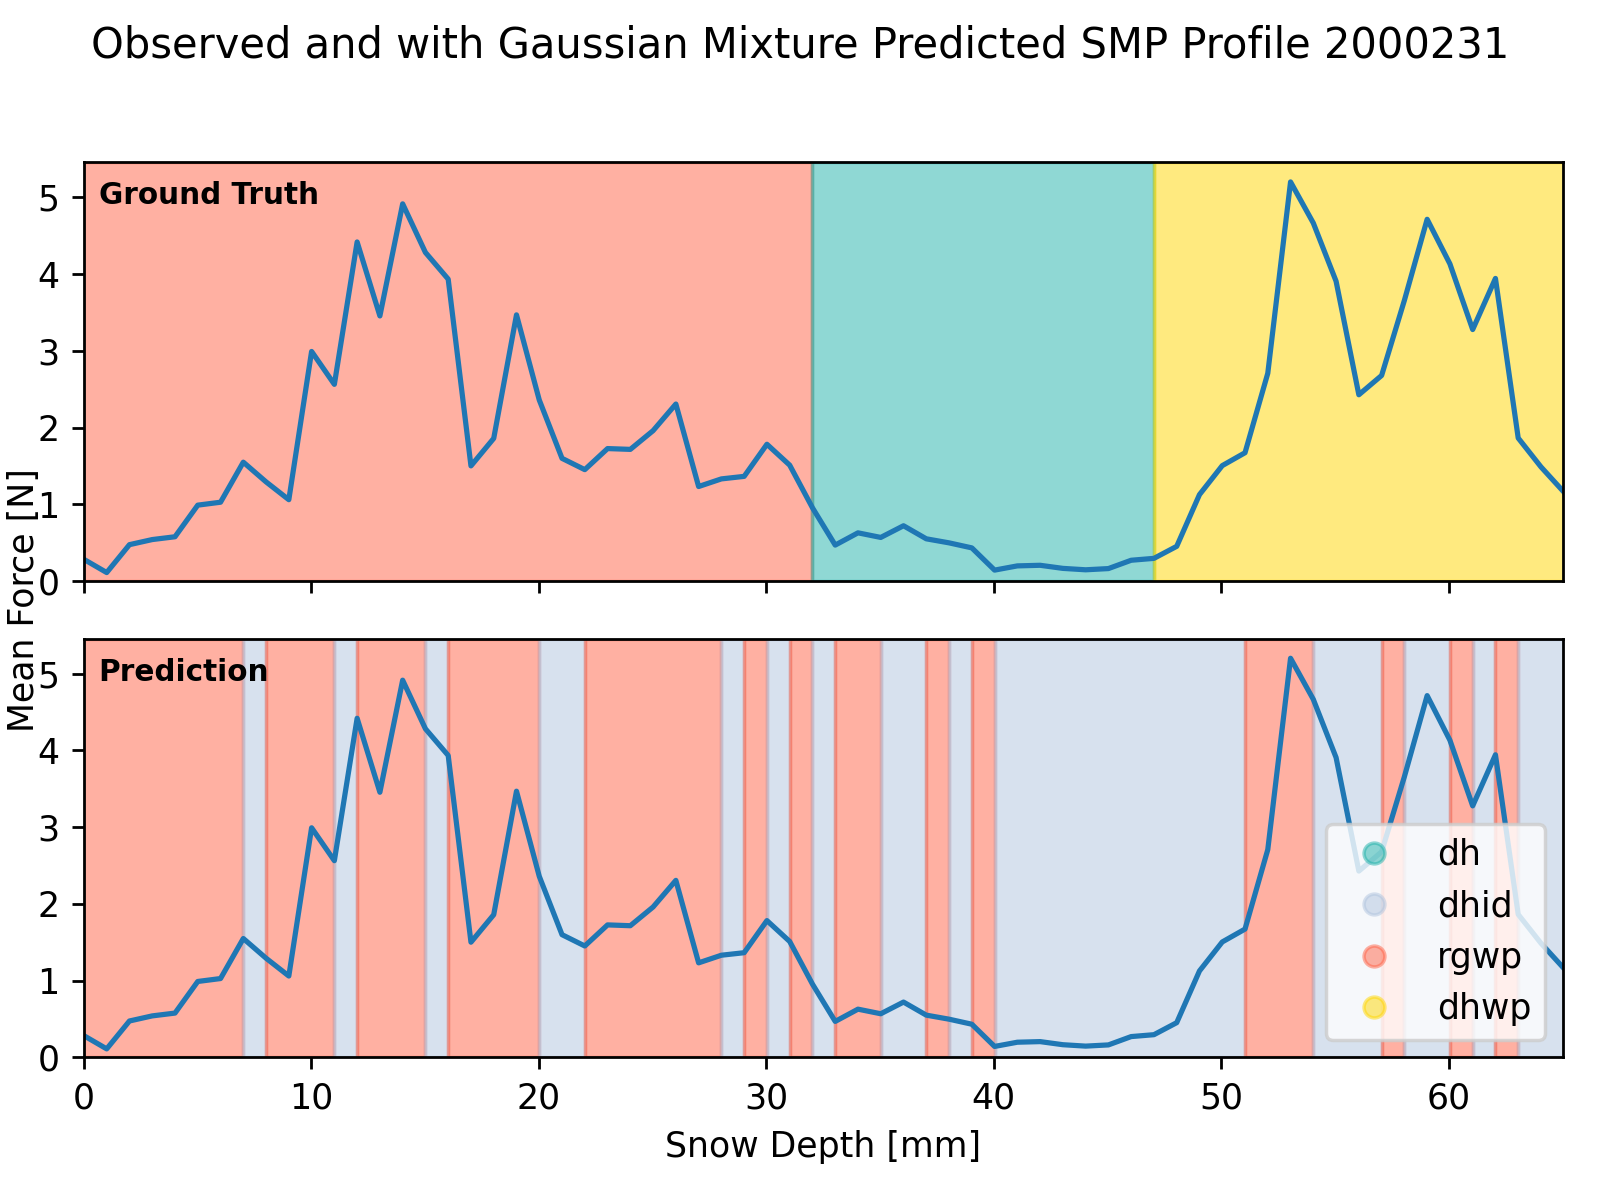 Observed and with Gaussian Mixture Predicted SMP Profile 2000231
Mean Force [N]
Ground Truth
5
4
3
2
1
0
Prediction
5
4
3
2
1
0
dh
dhid
rgwp
dhwp
0 10 20 30 40 50 60
Snow Depth [mm]